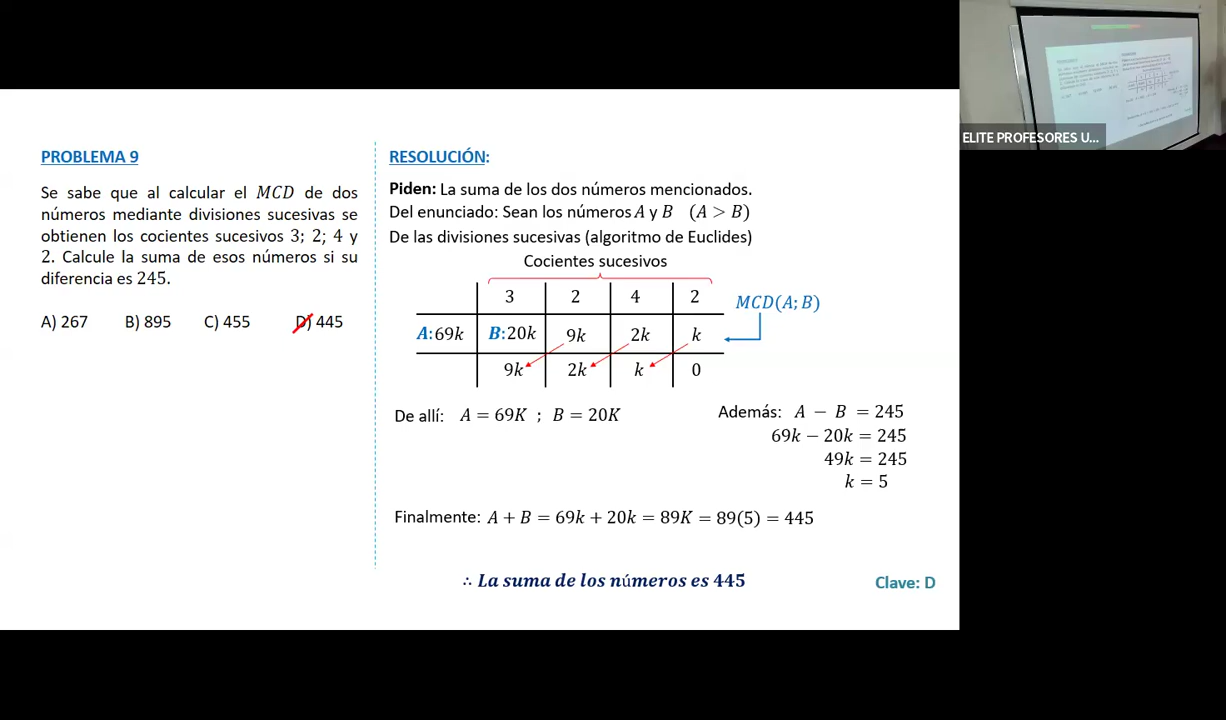 PROBLEMA 9
Se sabe que al calcular el MCD de dos
números mediante divisiones sucesivas se
obtienen los cocientes sucesivos 3; 2; 4 y
2. Calcule la suma de esos números si su
diferencia es 245.
A) 267 B) 895 C) 455 D) 445
RESOLUCIÓN:
Piden: La suma de los dos números mencionados.
Del enunciado: Sean los números A y B (A > B)
De las divisiones sucesivas (algoritmo de Euclides)
Cocientes sucesivos
3 2 4 2
MCD(A; B)
A: 69k B: 20k 9k 2k k
9k 2k k 0
De allí: A = 69K ; B = 20K
Además: A − B = 245
69k − 20k = 245
49k = 245
k = 5
Finalmente: A + B = 69k + 20k = 89K = 89(5) = 445
∴ La suma de los números es 445
Clave: D
ELITE PROFESORES U...